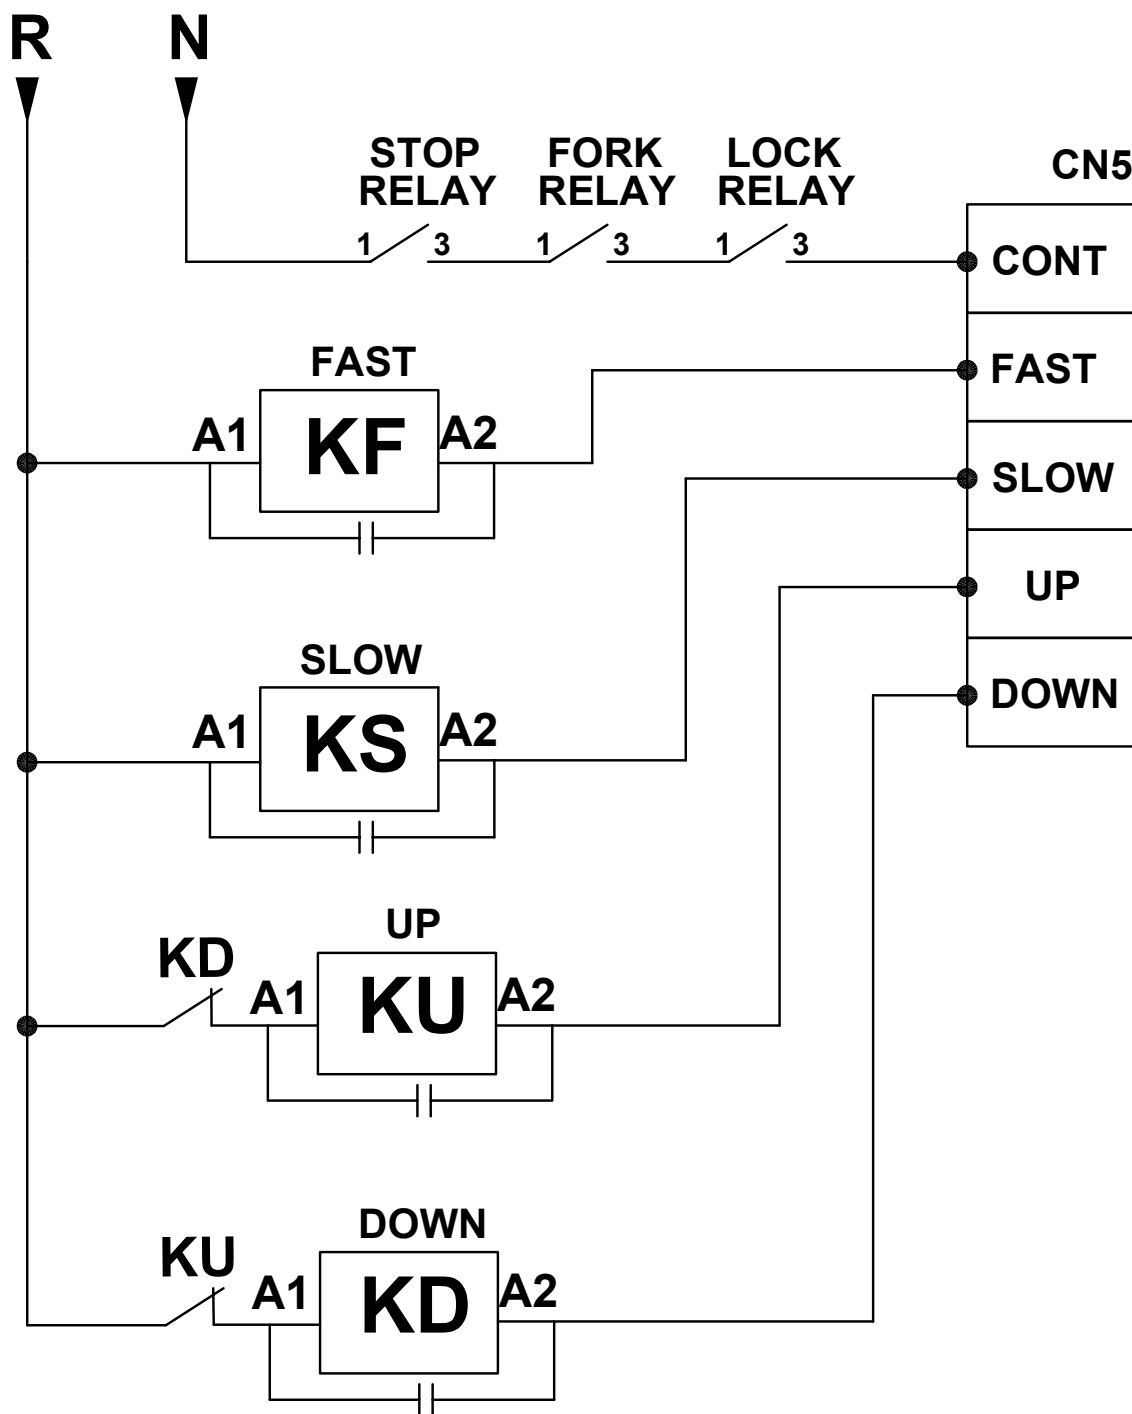 R N
STOP FORK LOCK
RELAY RELAY RELAY
CN5
1 3 1 3 1 3
CONT
FAST
FAST
A1 KF A2
SLOW
SLOW
A1 KS A2
UP
UP
KD A1 KU A2
DOWN
DOWN
KU A1 KD A2